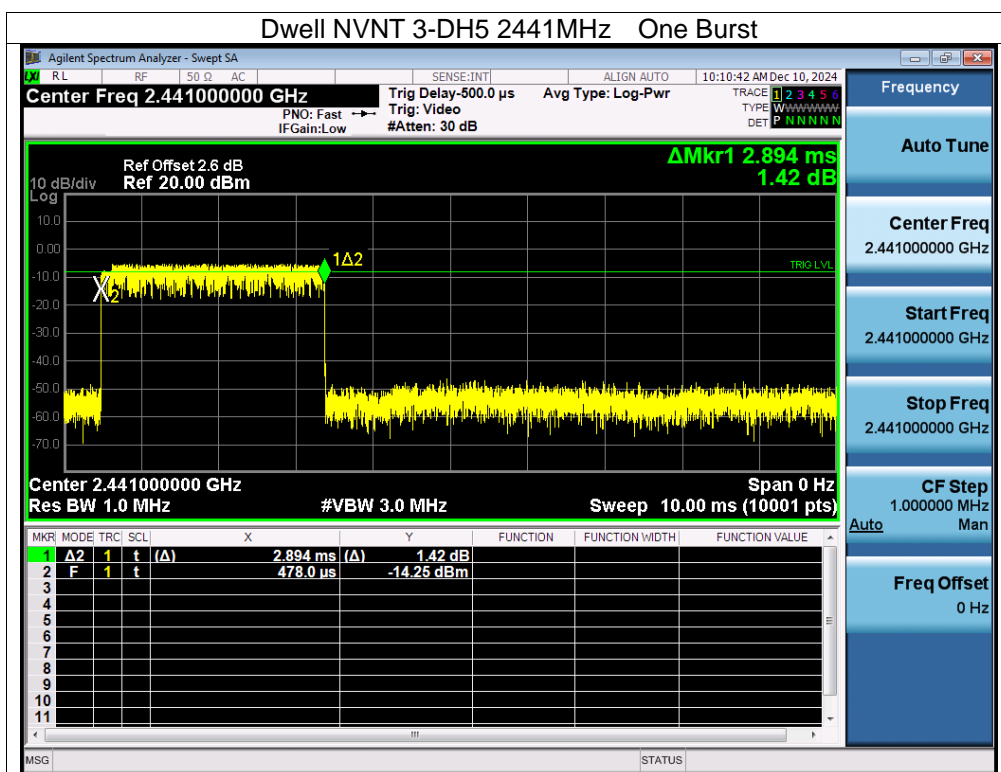 Dwell NVNT 3-DH5 2441MHz One Burst
Agilent Spectrum Analyzer - Swept SA
LXI RL RF 50 Ω AC SENSE:INT ALIGN AUTO 10:10:42 AM Dec 10, 2024
Center Freq 2.441000000 GHz
PNO: Fast
IFGain:Low
Trig Delay-500.0 µs
Trig: Video
#Atten: 30 dB
Avg Type: Log-Pwr
TRACE 1 2 3 4 5 6
TYPE WWWWWW
DET P N N N N N
ΔMkr1 2.894 ms
1.42 dB
Ref Offset 2.6 dB
10 dB/div Ref 20.00 dBm
Log
10.0
0.00
-10.0
-20.0
-30.0
-40.0
-50.0
-60.0
-70.0
1Δ2
TRIG LVL
X2
Center 2.441000000 GHz Span 0 Hz
Res BW 1.0 MHz #VBW 3.0 MHz Sweep 10.00 ms (10001 pts)
MKR MODE TRC SCL X Y FUNCTION FUNCTION WIDTH FUNCTION VALUE
1 Δ2 1 t (Δ) 2.894 ms (Δ) 1.42 dB
2 F 1 t 478.0 µs -14.25 dBm
3
4
5
6
7
8
9
10
11
MSG STATUS
Frequency
Auto Tune
Center Freq
2.441000000 GHz
Start Freq
2.441000000 GHz
Stop Freq
2.441000000 GHz
CF Step
1.000000 MHz
Auto Man
Freq Offset
0 Hz